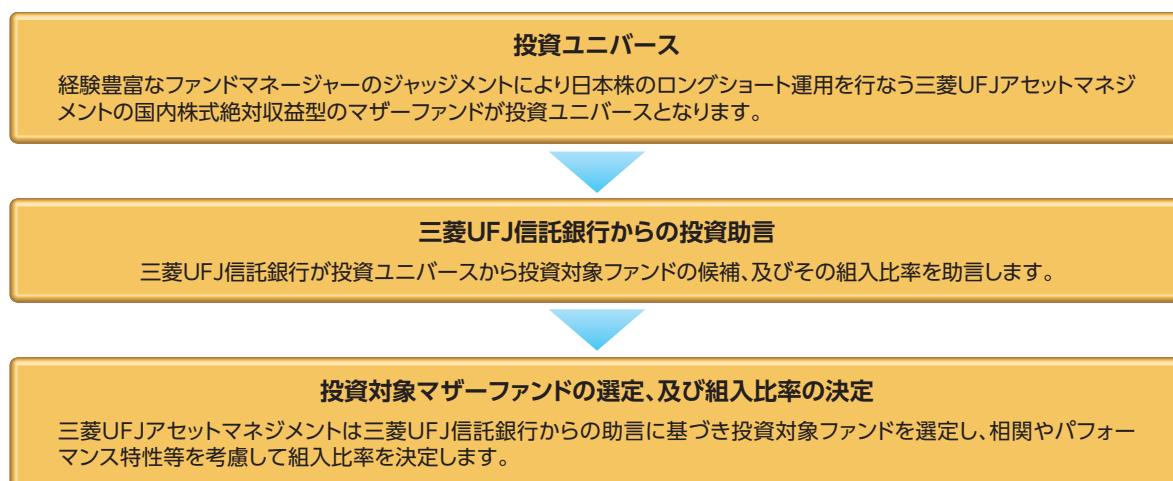 投資ユニバース
経験豊富なファンドマネージャーのジャッジメントにより日本株のロングショート運用を行なう三菱UFJアセットマネジ
メントの国内株式絶対収益型のマザーファンドが投資ユニバースとなります。
三菱UFJ信託銀行からの投資助言
三菱UFJ信託銀行が投資ユニバースから投資対象ファンドの候補、及びその組入比率を助言します。
投資対象マザーファンドの選定、及び組入比率の決定
三菱UFJアセットマネジメントは三菱UFJ信託銀行からの助言に基づき投資対象ファンドを選定し、相関やパフォー
マンス特性等を考慮して組入比率を決定します。